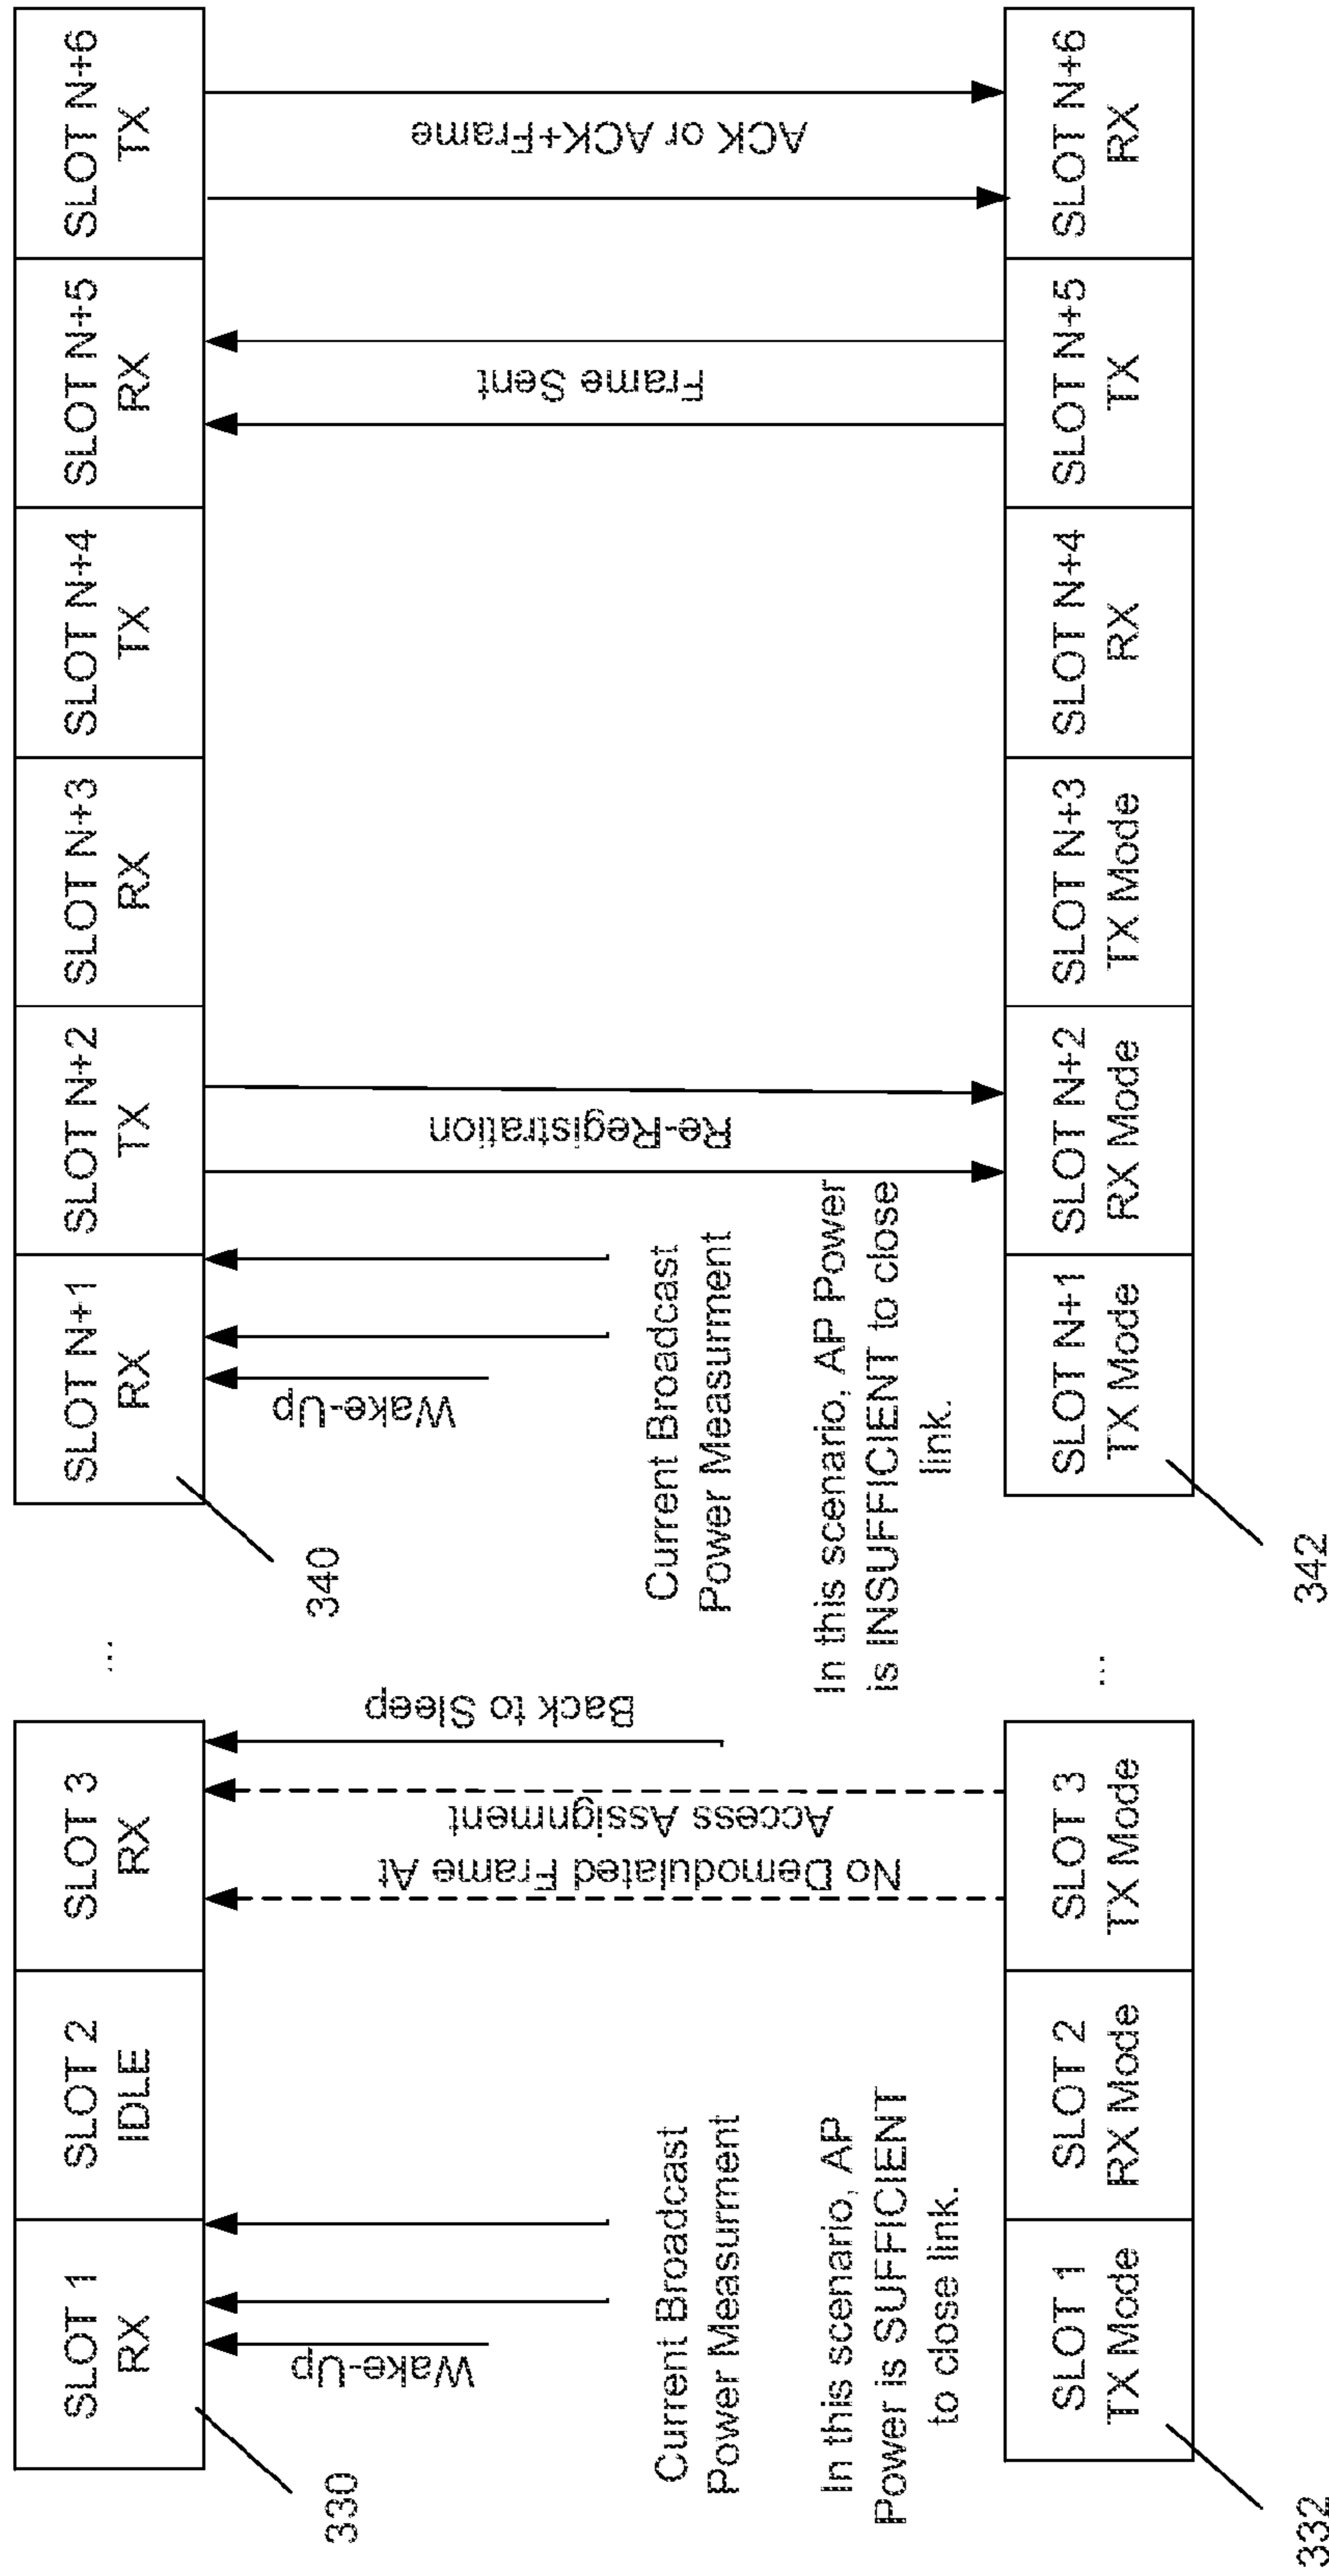 SLOT 1
RX
SLOT 2
IDLE
SLOT 3
RX
...
SLOT N+1
RX
SLOT N+2
TX
SLOT N+3
RX
SLOT N+4
TX
SLOT N+5
RX
SLOT N+6
TX
330
340
Wake-Up
No Demodulated Frame At
Access Assignment
Back to Sleep
Wake-Up
Re-Registration
Frame Sent
ACK or ACK+Frame
Current Broadcast
Power Measurment
In this scenario, AP
Power is SUFFICIENT
to close link.
Current Broadcast
Power Measurment
In this scenario, AP Power
is INSUFFICIENT to close
link.
SLOT 1
TX Mode
SLOT 2
RX Mode
SLOT 3
TX Mode
...
SLOT N+1
TX Mode
SLOT N+2
RX Mode
SLOT N+3
TX Mode
SLOT N+4
RX
SLOT N+5
TX
SLOT N+6
RX
332
342